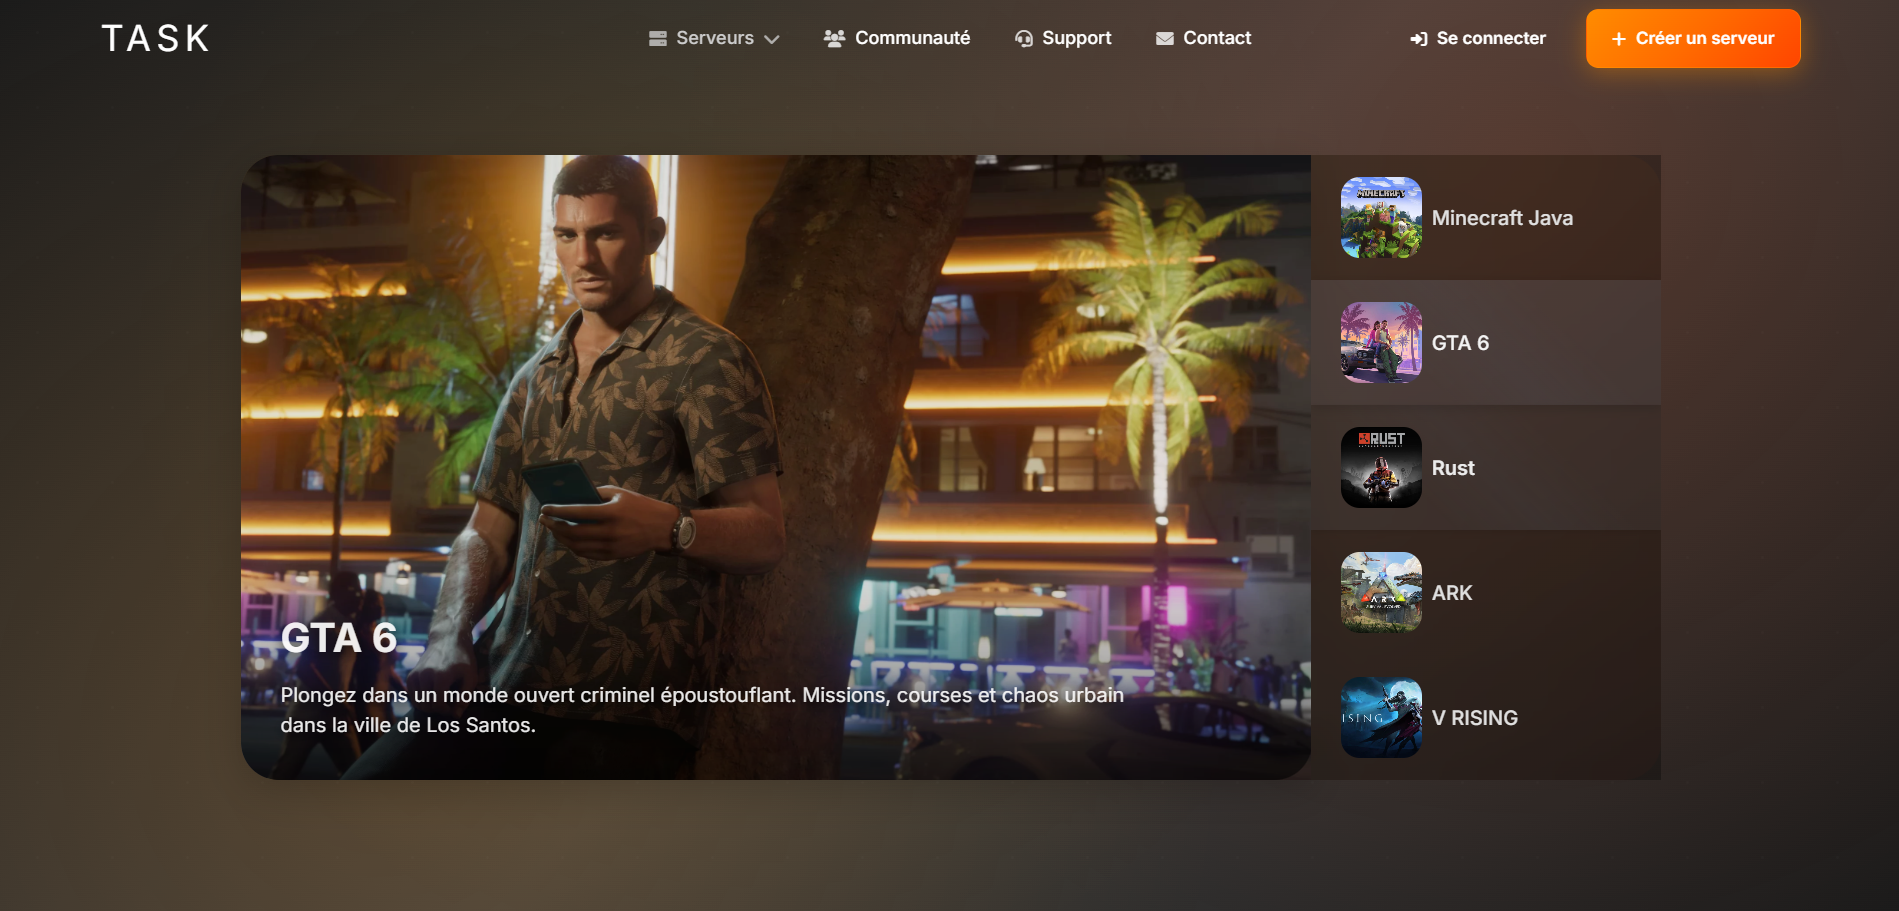 TASK
Serveurs
Communauté
Support
Contact
Se connecter
Créer un serveur
MINECRAFT
Minecraft Java
GTA 6
RUST
Rust
ARK
ARK
ISING
V RISING
GTA 6
Plongez dans un monde ouvert criminel époustouflant. Missions, courses et chaos urbain
dans la ville de Los Santos.